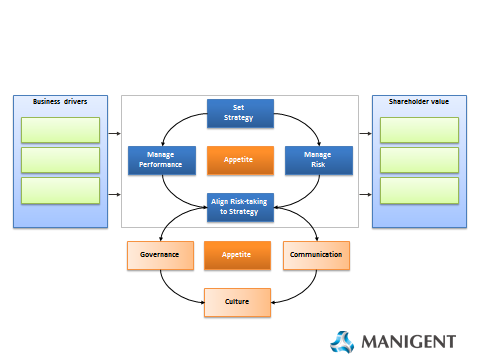 Business drivers
Shareholder value
Set
Strategy
Manage
Performance
Appetite
Manage
Risk
Align Risk-taking
to Strategy
Governance
Appetite
Communication
Culture
MANIGENT